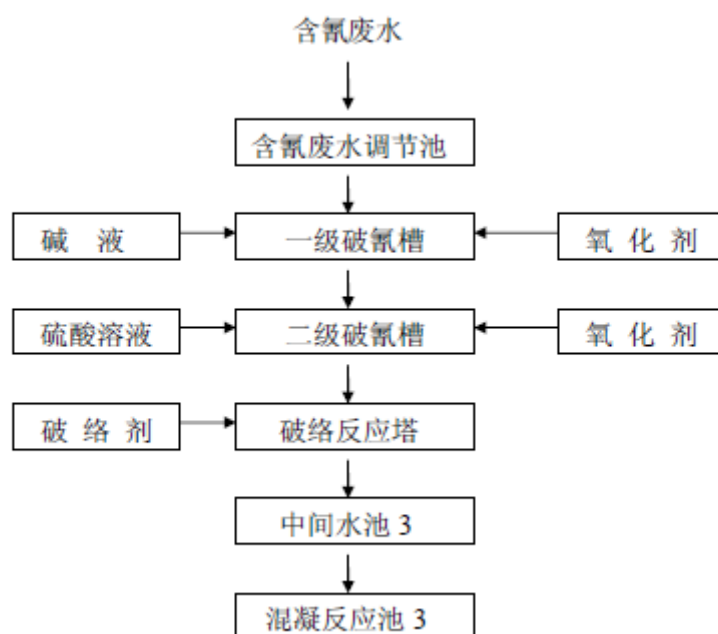 含氰废水
含氰废水调节池
碱 液
一级破氰槽
氧 化 剂
硫酸溶液
二级破氰槽
氧 化 剂
破 络 剂
破络反应塔
中间水池 3
混凝反应池 3